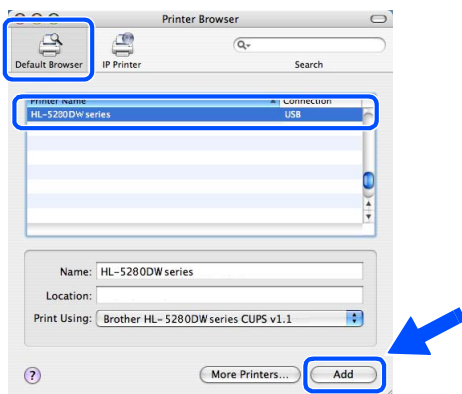 Printer Browser
Default Browser
IP Printer
Q
Search
Printer Name Connection
HL-5280DW series USB
Name: HL-5280DW series
Location:
Print Using: Brother HL-5280DW series CUPS v1.1
? More Printers... Add